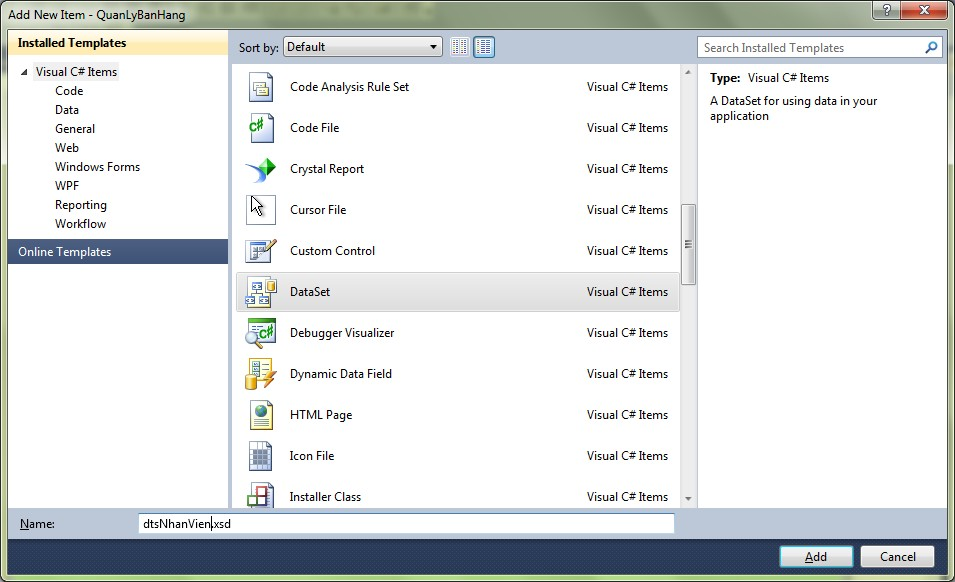 Add New Item - QuanLyBanHang
Installed Templates
Sort by: Default
Search Installed Templates
Visual C# Items
Code
Data
General
Web
Windows Forms
WPF
Reporting
Workflow
Online Templates
Code Analysis Rule Set Visual C# Items
Code File Visual C# Items
Crystal Report Visual C# Items
Cursor File Visual C# Items
Custom Control Visual C# Items
DataSet Visual C# Items
Debugger Visualizer Visual C# Items
Dynamic Data Field Visual C# Items
HTML Page Visual C# Items
Icon File Visual C# Items
Installer Class Visual C# Items
Type: Visual C# Items
A DataSet for using data in your
application
Name: dtsNhanVien.xsd
Add Cancel